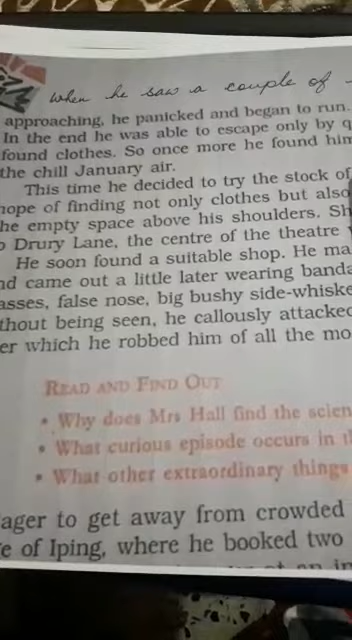 when he saw a couple of
approaching, he panicked and began to run.
In the end he was able to escape only by q
found clothes. So once more he found him
the chill January air.
This time he decided to try the stock of
hope of finding not only clothes but also
he empty space above his shoulders. Sh
o Drury Lane, the centre of the theatre
He soon found a suitable shop. He ma
nd came out a little later wearing banda
asses, false nose, big bushy side-whiske
thout being seen, he callously attacked
er which he robbed him of all the mo
READ AND FIND OUT
• Why does Mrs Hall find the scien
• What curious episode occurs in th
• What other extraordinary things
ager to get away from crowded
e of Iping, where he booked two